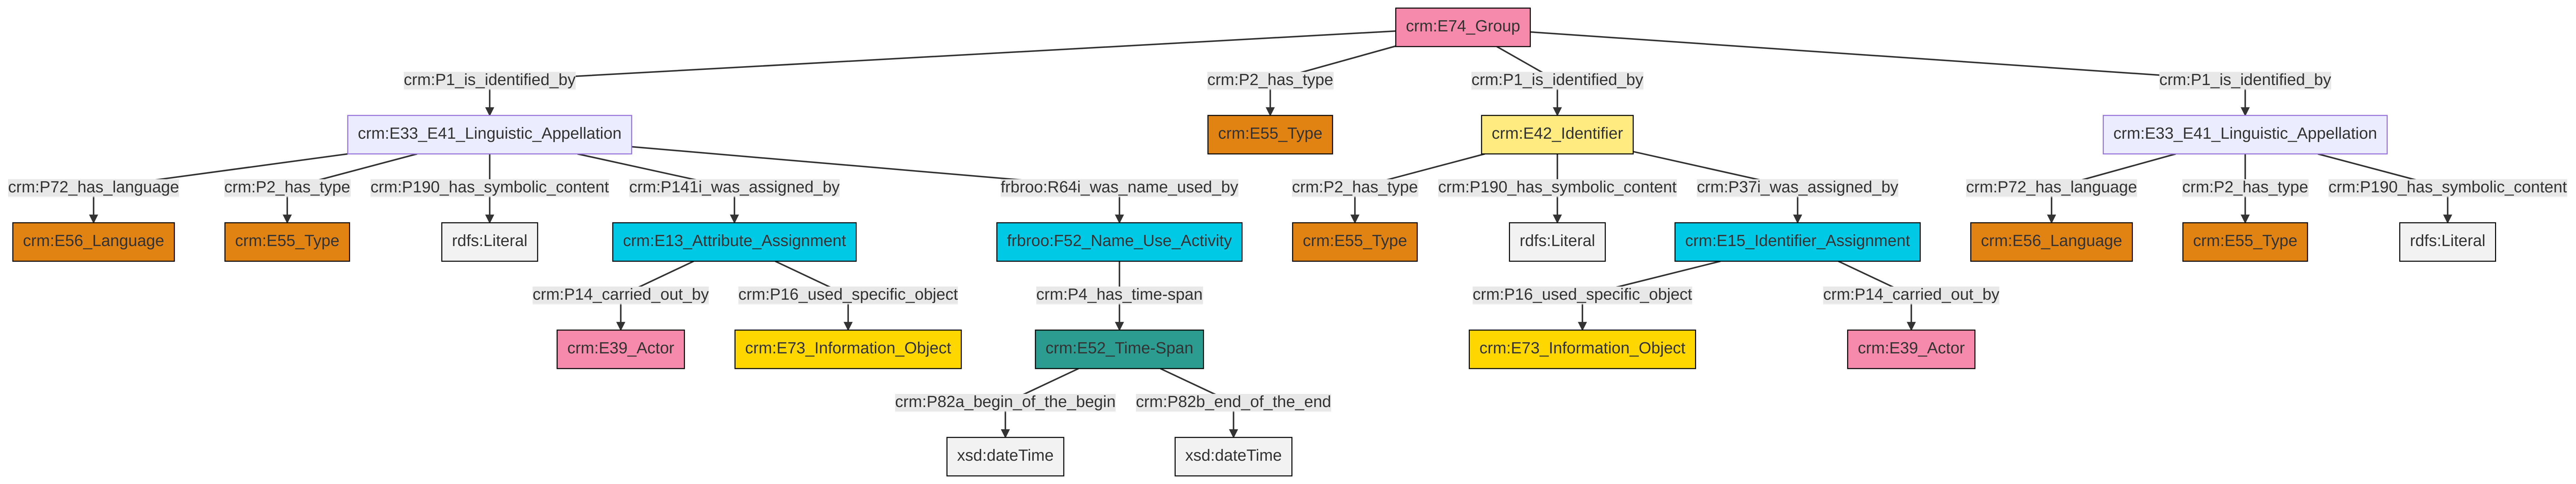 crm:E74_Group
crm:P1_is_identified_by
crm:P2_has_type
crm:P1_is_identified_by
crm:P1_is_identified_by
crm:E33_E41_Linguistic_Appellation
crm:E55_Type
crm:E42_Identifier
crm:E33_E41_Linguistic_Appellation
crm:P72_has_language
crm:P2_has_type
crm:P190_has_symbolic_content
crm:P141i_was_assigned_by
frbroo:R64i_was_name_used_by
crm:P2_has_type
crm:P190_has_symbolic_content
crm:P37i_was_assigned_by
crm:P72_has_language
crm:P2_has_type
crm:P190_has_symbolic_content
crm:E56_Language
crm:E55_Type
rdfs:Literal
crm:E13_Attribute_Assignment
frbroo:F52_Name_Use_Activity
crm:E55_Type
rdfs:Literal
crm:E15_Identifier_Assignment
crm:E56_Language
crm:E55_Type
rdfs:Literal
crm:P14_carried_out_by
crm:P16_used_specific_object
crm:P4_has_time-span
crm:P16_used_specific_object
crm:P14_carried_out_by
crm:E39_Actor
crm:E73_Information_Object
crm:E52_Time-Span
crm:E73_Information_Object
crm:E39_Actor
crm:P82a_begin_of_the_begin
crm:P82b_end_of_the_end
xsd:dateTime
xsd:dateTime